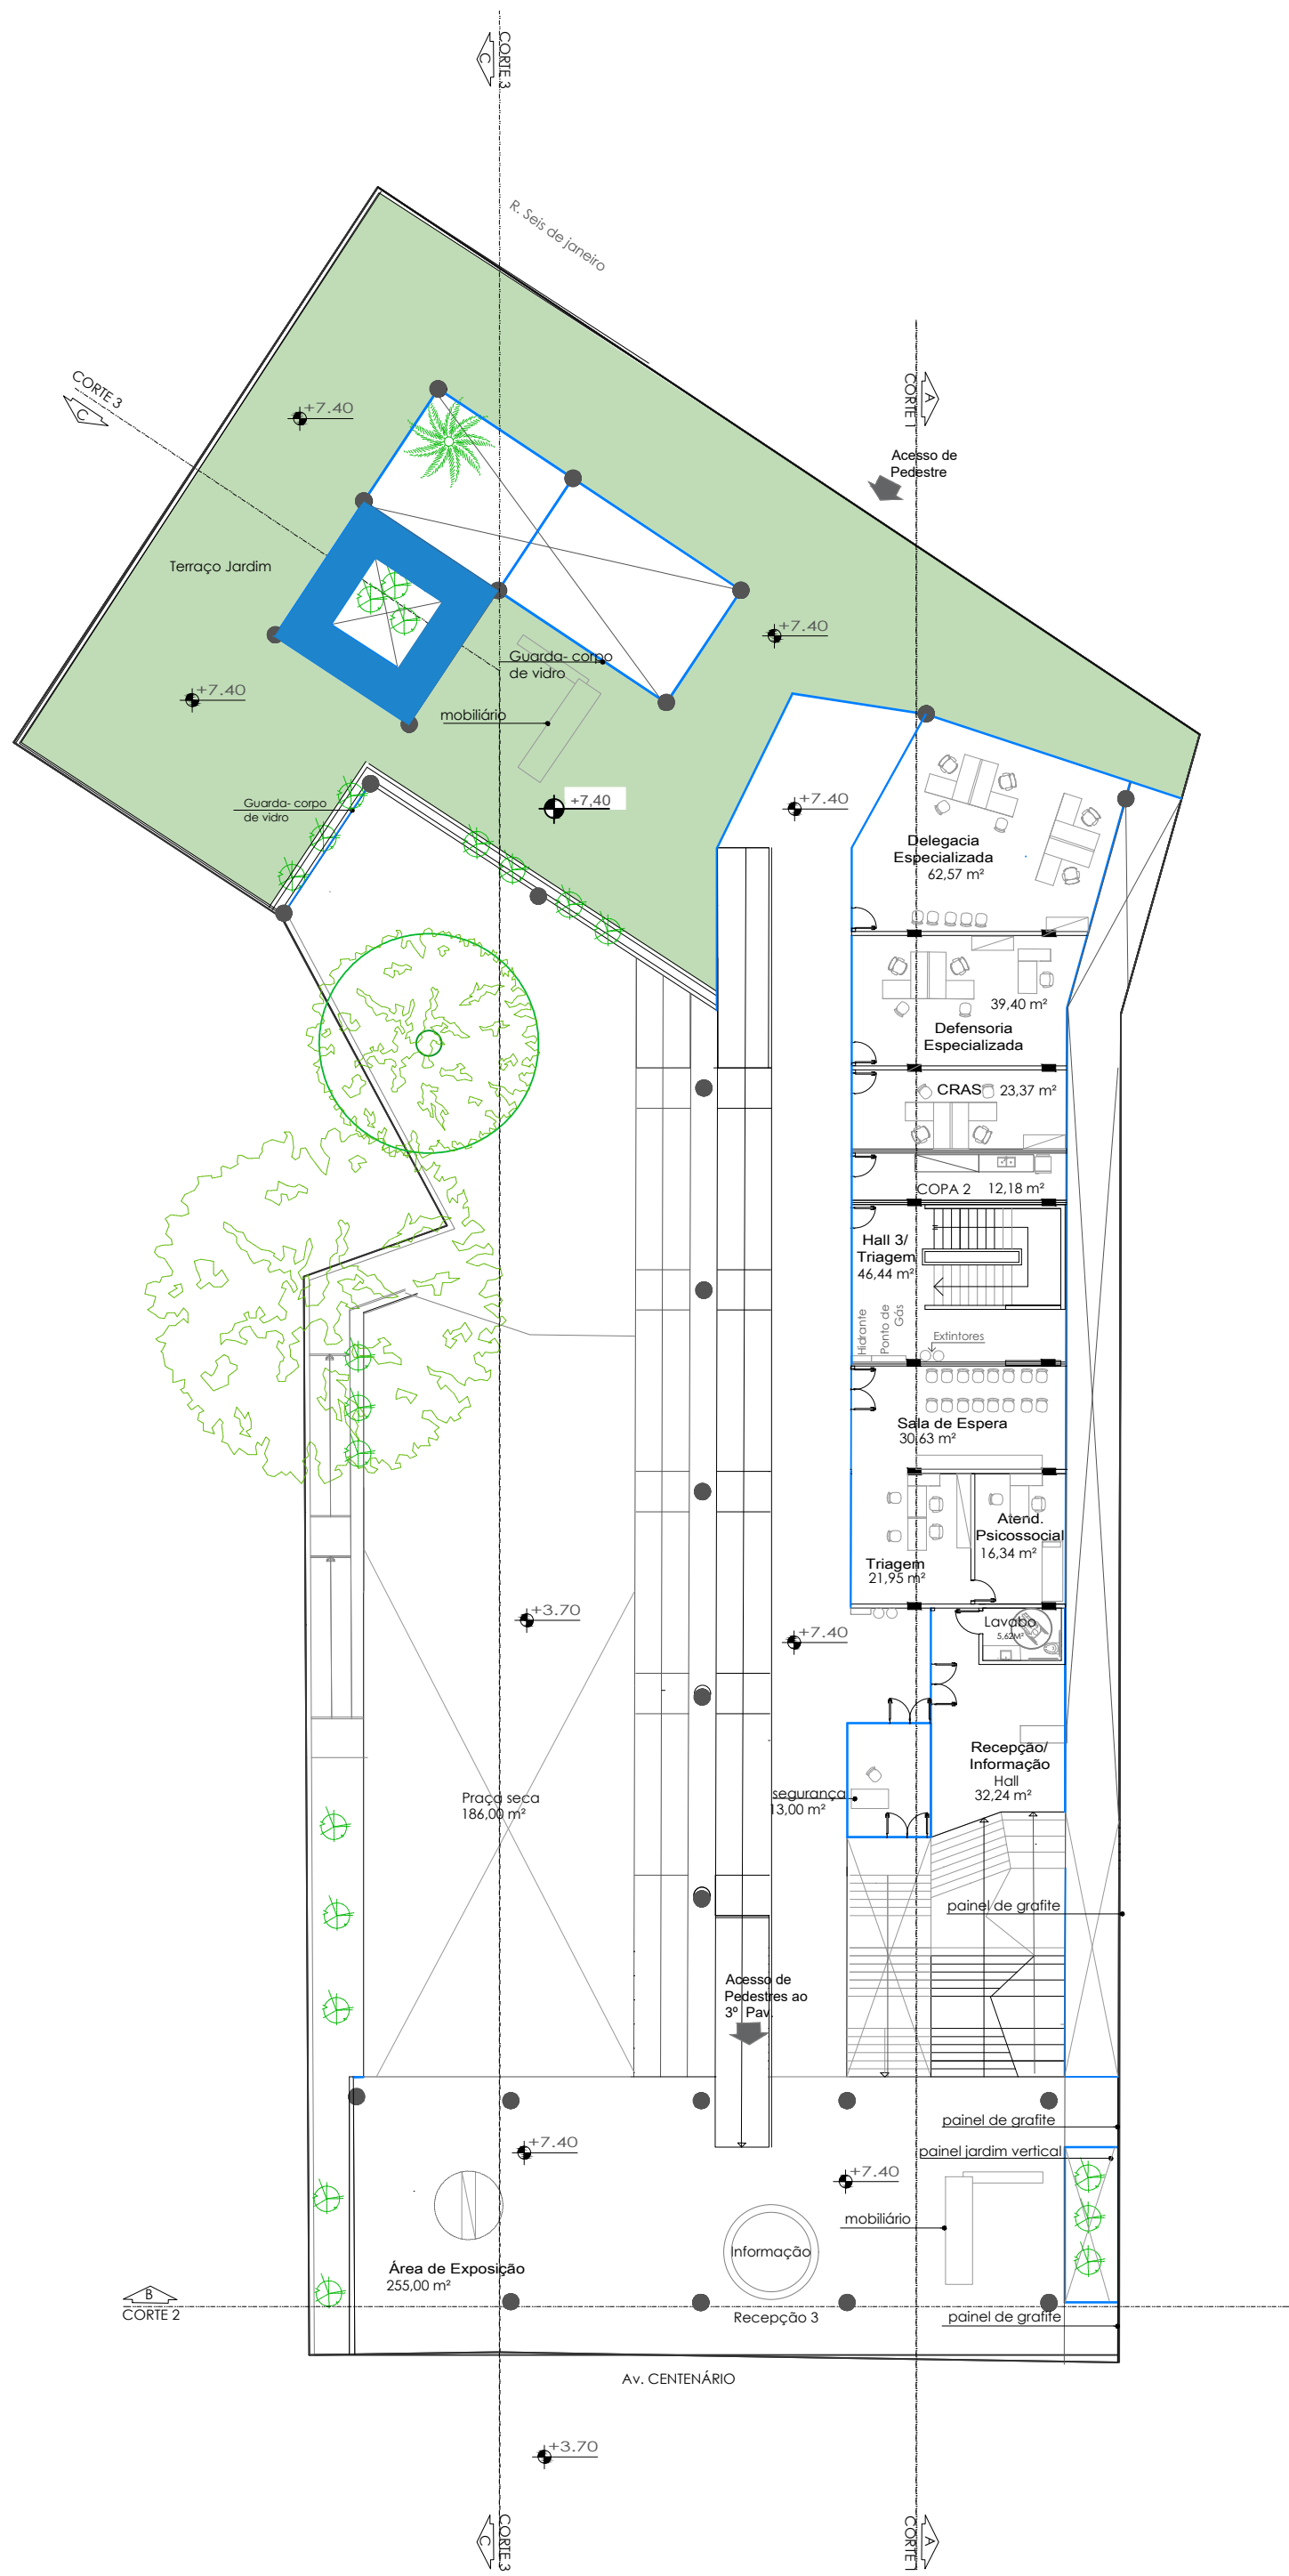 CORTE 3
C
R. Seis de janeiro
CORTE 3
C
CORTE 1
A
+7.40
Acesso de
Pedestre
Terraço Jardim
+7.40
Guarda- corpo
de vidro
+7.40
mobiliário
Guarda- corpo
de vidro
+7,40
+7.40
Delegacia
Especializada
62,57 m²
39,40 m²
Defensoria
Especializada
CRAS
23,37 m²
COPA 2
12,18 m²
Hall 3/
Triagem
46,44 m²
Hidrante
Ponto de
Gás
Extintores
Sala de Espera
30,63 m²
Atend.
Psicossocial
16,34 m²
Triagem
21,95 m²
+3.70
Lavabo
5,62M²
+7.40
Recepção/
Informação
Hall
32,24 m²
Praça seca
186,00 m²
segurança
13,00 m²
painel de grafite
Acesso de
Pedestres ao
3º Pav.
painel de grafite
+7.40
painel jardim vertical
+7.40
mobiliário
Informação
Área de Exposição
255,00 m²
B
CORTE 2
Recepção 3
painel de grafite
Av. CENTENÁRIO
+3.70
CORTE 3
C
CORTE 1
A